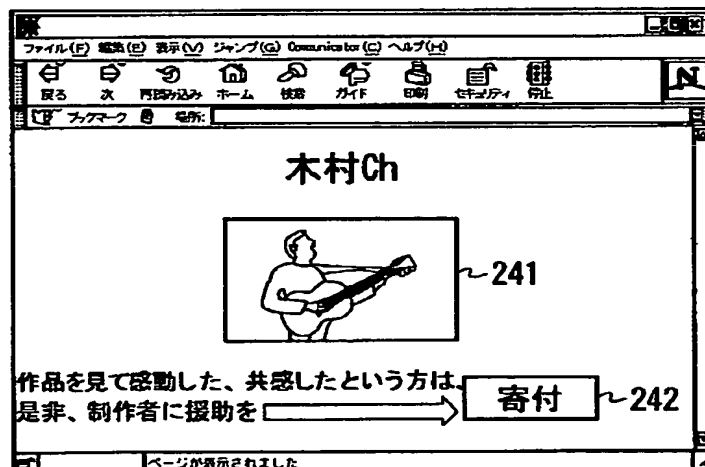 ファイル(F) 編集(E) 表示(V) ジャンプ(G) Communicator(C) ヘルプ(H)
戻る 次 再読み込み ホーム 検索 ガイド 印刷 セキュリティ 停止
N
ブックマーク 場所:
木村Ch
241
作品を見て感動した、共感したという方は、
是非、制作者に援助を
寄付
242
ページが表示されました